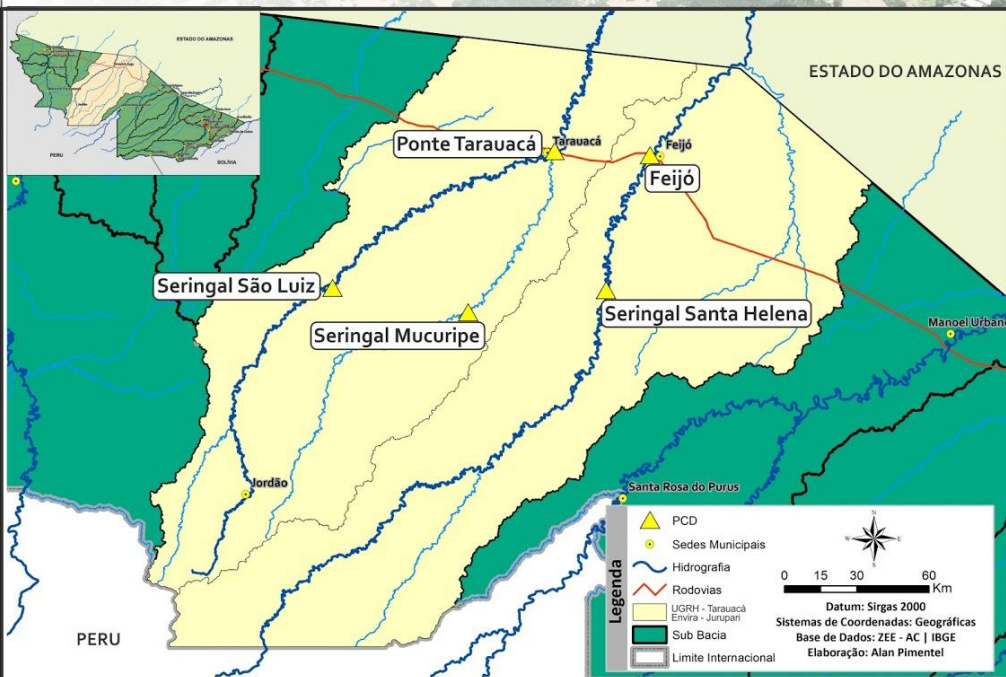 ESTADO DO AMAZONAS
PERU
BOLÍVIA
ESTADO DO AMAZONAS
Ponte Tarauacá
Tarauacá
Feijó
Feijó
Seringal São Luiz
Seringal Mucuripe
Seringal Santa Helena
Manoel Urbano
Jordão
Santa Rosa do Purus
PERU
Legenda
PCD
Sedes Municipais
Hidrografia
Rodovias
UGRH - Tarauacá
Envira - Jurupari
Sub Bacia
Limite Internacional
N
W
E
S
0 15 30 60
Km
Datum: Sirgas 2000
Sistemas de Coordenadas: Geográficas
Base de Dados: ZEE - AC | IBGE
Elaboração: Alan Pimentel